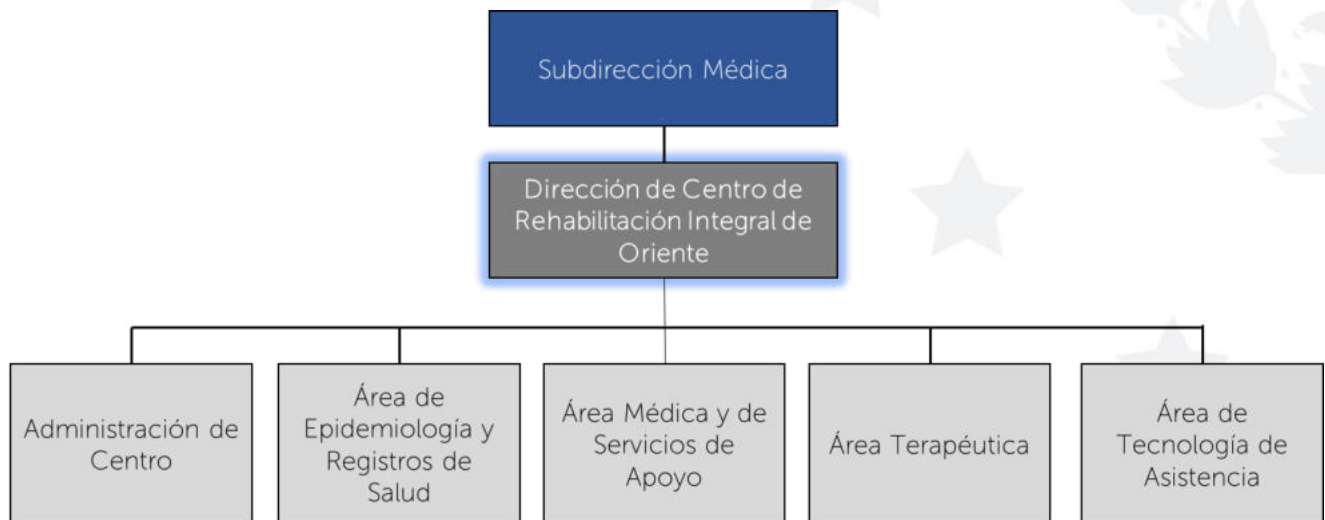 Subdirección Médica
Dirección de Centro de
Rehabilitación Integral de
Oriente
Administración de
Centro
Área de
Epidemiología y
Registros de
Salud
Área Médica y de
Servicios de
Apoyo
Área Terapéutica
Área de
Tecnología de
Asistencia